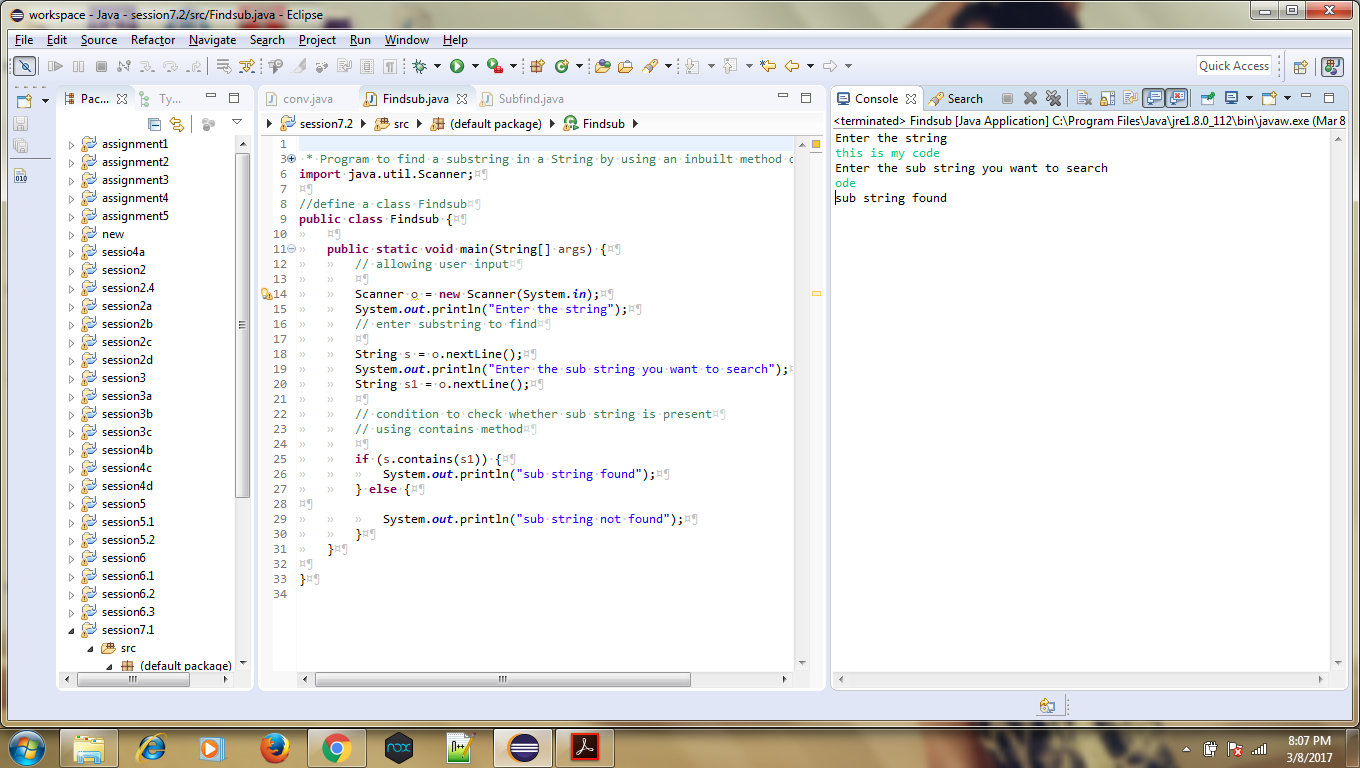 workspace - Java - session7.2/src/Findsub.java - Eclipse
File Edit Source Refactor Navigate Search Project Run Window Help
Quick Access
Pac... Ty...
assignment1
assignment2
assignment3
assignment4
assignment5
new
sessio4a
session2
session2.4
session2a
session2b
session2c
session2d
session3
session3a
session3b
session3c
session4b
session4c
session4d
session5
session5.1
session5.2
session6
session6.1
session6.2
session6.3
session7.1
src
(default package)
conv.java Findsub.java Subfind.java
session7.2 src (default package) Findsub
1
3 * Program to find a substring in a String by using an inbuilt method
6 import java.util.Scanner;
7
8 //define a class Findsub
9 public class Findsub {
10
11 public static void main(String[] args) {
12 // allowing user input
13
14 Scanner o = new Scanner(System.in);
15 System.out.println("Enter the string");
16 // enter substring to find
17
18 String s = o.nextLine();
19 System.out.println("Enter the sub string you want to search");
20 String s1 = o.nextLine();
21
22 // condition to check whether sub string is present
23 // using contains method
24
25 if (s.contains(s1)) {
26 System.out.println("sub string found");
27 } else {
28
29 System.out.println("sub string not found");
30 }
31 }
32
33 }
34
Console Search
<terminated> Findsub [Java Application] C:\Program Files\Java\jre1.8.0_112\bin\javaw.exe (Mar 8
Enter the string
this is my code
Enter the sub string you want to search
ode
sub string found
010
nox
8:07 PM
3/8/2017